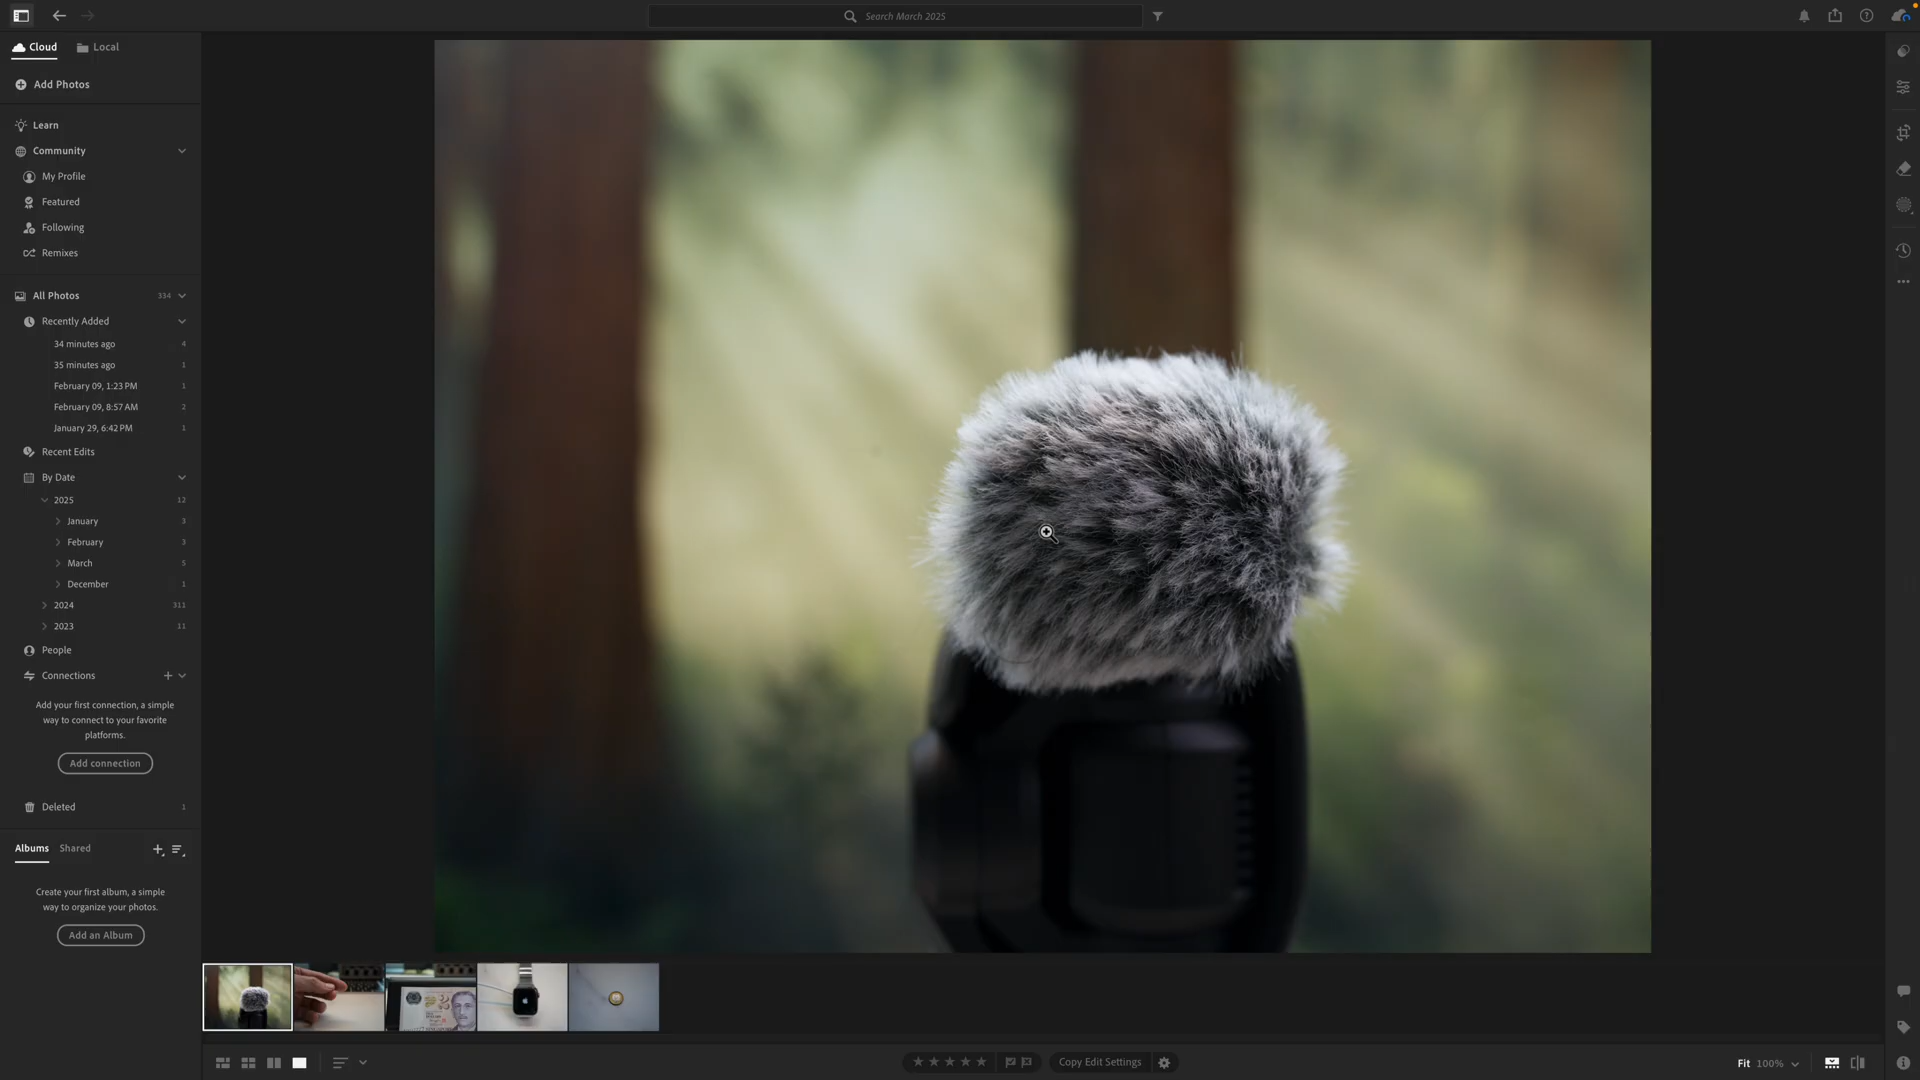 Search March 2025
Cloud
Local
Add Photos
Learn
Community
My Profile
Featured
Following
Remixes
All Photos 334
Recently Added
34 minutes ago 4
35 minutes ago 1
February 09, 1:23 PM 1
February 09, 8:57 AM 2
January 29, 6:42 PM 1
Recent Edits
By Date
2025 12
January 3
February 3
March 5
December 1
2024 311
2023 11
People
Connections
Add your first connection, a simple
way to connect to your favorite
platforms.
Add connection
Deleted 1
Albums
Shared
Create your first album, a simple
way to organize your photos.
Add an Album
Copy Edit Settings
Fit 100%